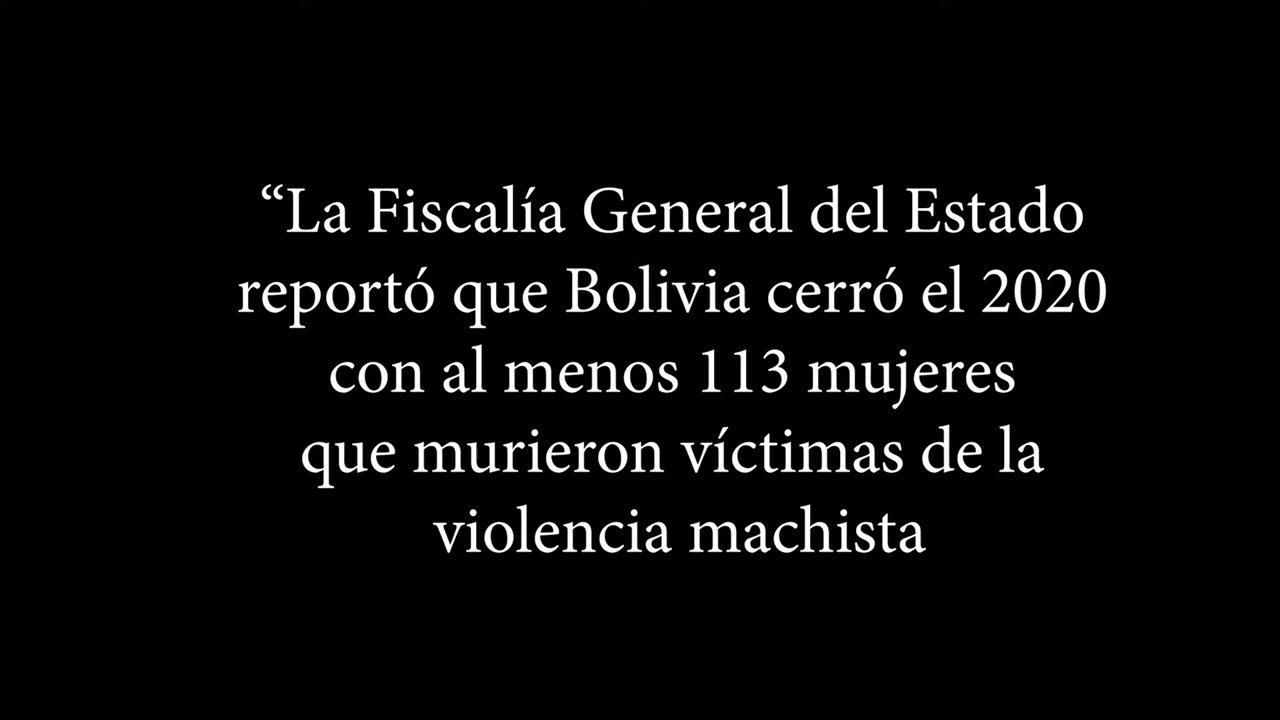 “La Fiscalía General del Estado
reportó que Bolivia cerró el 2020
con al menos 113 mujeres
que murieron víctimas de la
violencia machista